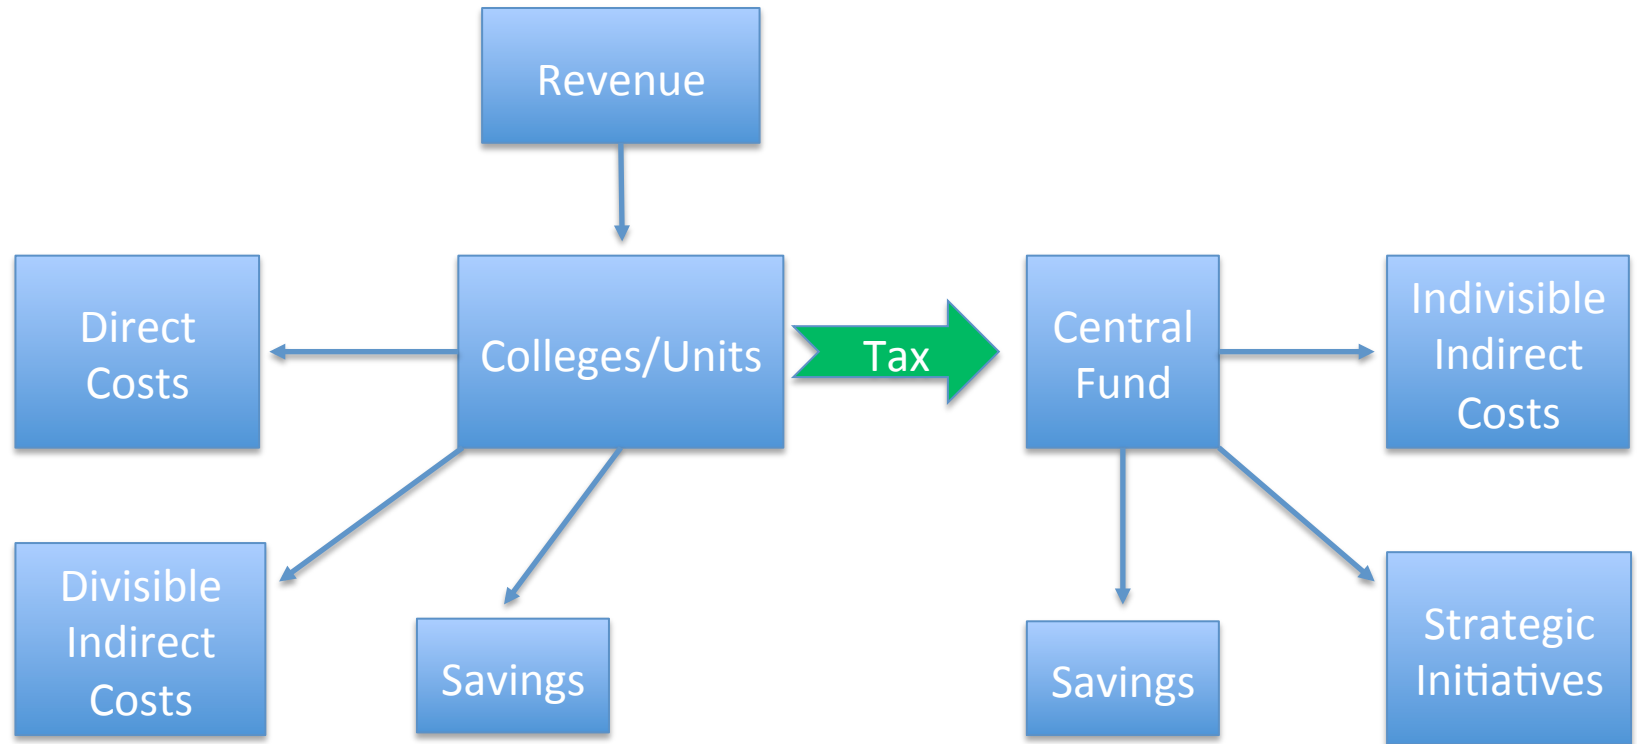 Revenue
Direct
Costs
Colleges/Units
Tax
Central
Fund
Indivisible
Indirect
Costs
Divisible
Indirect
Costs
Savings
Savings
Strategic
Initiatives